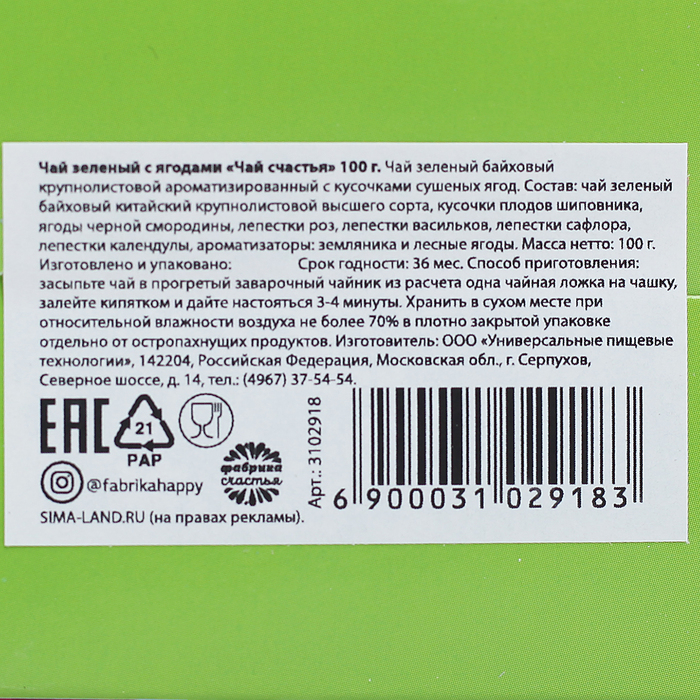 Чай зеленый с ягодами «Чай счастья» 100 г. Чай зеленый байховый
крупнолистовой ароматизированный с кусочками сушеных ягод. Состав: чай зеленый
байховый китайский крупнолистовой высшего сорта, кусочки плодов шиповника,
ягоды черной смородины, лепестки роз, лепестки васильков, лепестки сафлора,
лепестки календулы, ароматизаторы: земляника и лесные ягоды. Масса нетто: 100 г.
Изготовлено и упаковано: Срок годности: 36 мес. Способ приготовления:
засыпьте чай в прогретый заварочный чайник из расчета одна чайная ложка на чашку,
залейте кипятком и дайте настояться 3-4 минуты. Хранить в сухом месте при
относительной влажности воздуха не более 70% в плотно закрытой упаковке
отдельно от остропахнущих продуктов. Изготовитель: ООО «Универсальные пищевые
технологии», 142204, Российская Федерация, Московская обл., г. Серпухов,
Северное шоссе, д. 14, тел.: (4967) 37-54-54.
EAC
21
PAP
фабрика
счастья
@fabrikahappy
SIMA-LAND.RU (на правах рекламы).
Арт.: 3102918
6 900031 029183